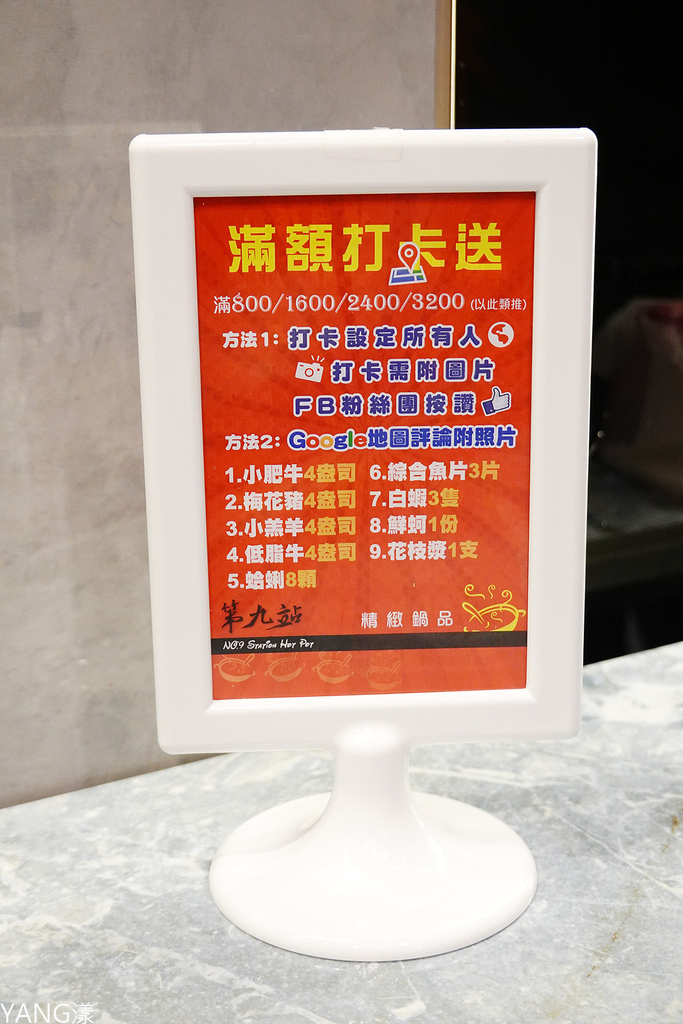 滿額打卡送
滿800/1600/2400/3200 (以此類推)
方法1: 打卡設定所有人
打卡需附圖片
FB粉絲團按讚
方法2: Google地圖評論附照片
1.小肥牛4盎司
2.梅花豬4盎司
3.小羔羊4盎司
4.低脂牛4盎司
5.蛤蜊8顆
6.綜合魚片3片
7.白蝦3隻
8.鮮蚵1份
9.花枝漿1支
第九站
精緻鍋品
NO9 Station Hot Pot
YANG漾